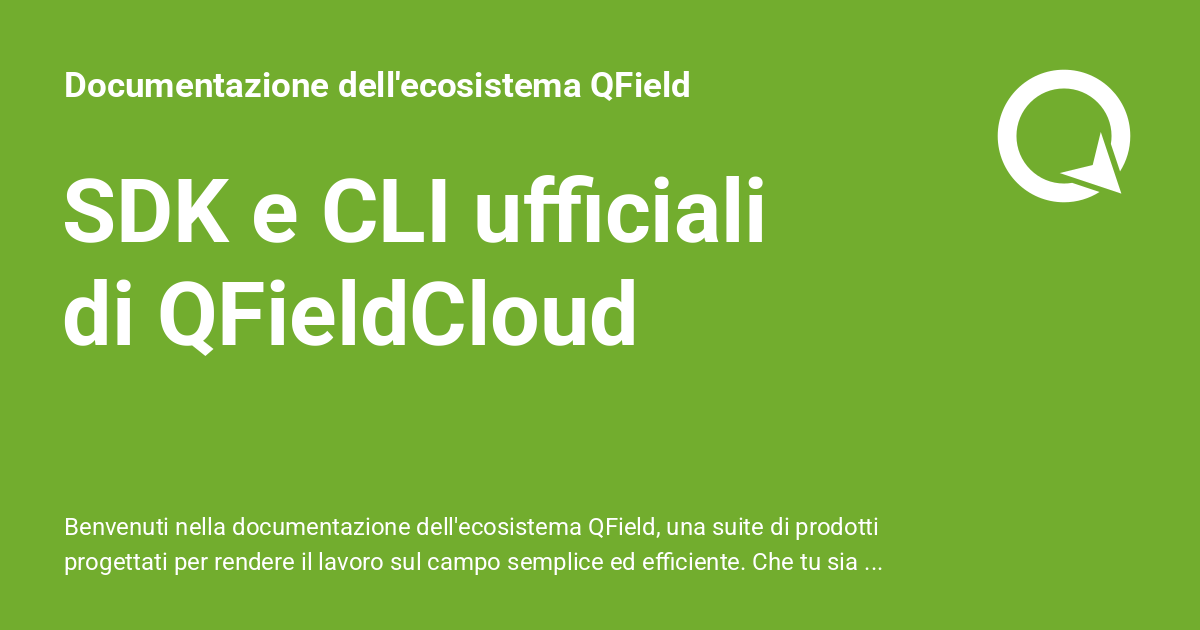 Documentazione dell'ecosistema QField
SDK e CLI ufficiali
di QFieldCloud
Benvenuti nella documentazione dell'ecosistema QField, una suite di prodotti
progettati per rendere il lavoro sul campo semplice ed efficiente. Che tu sia ...